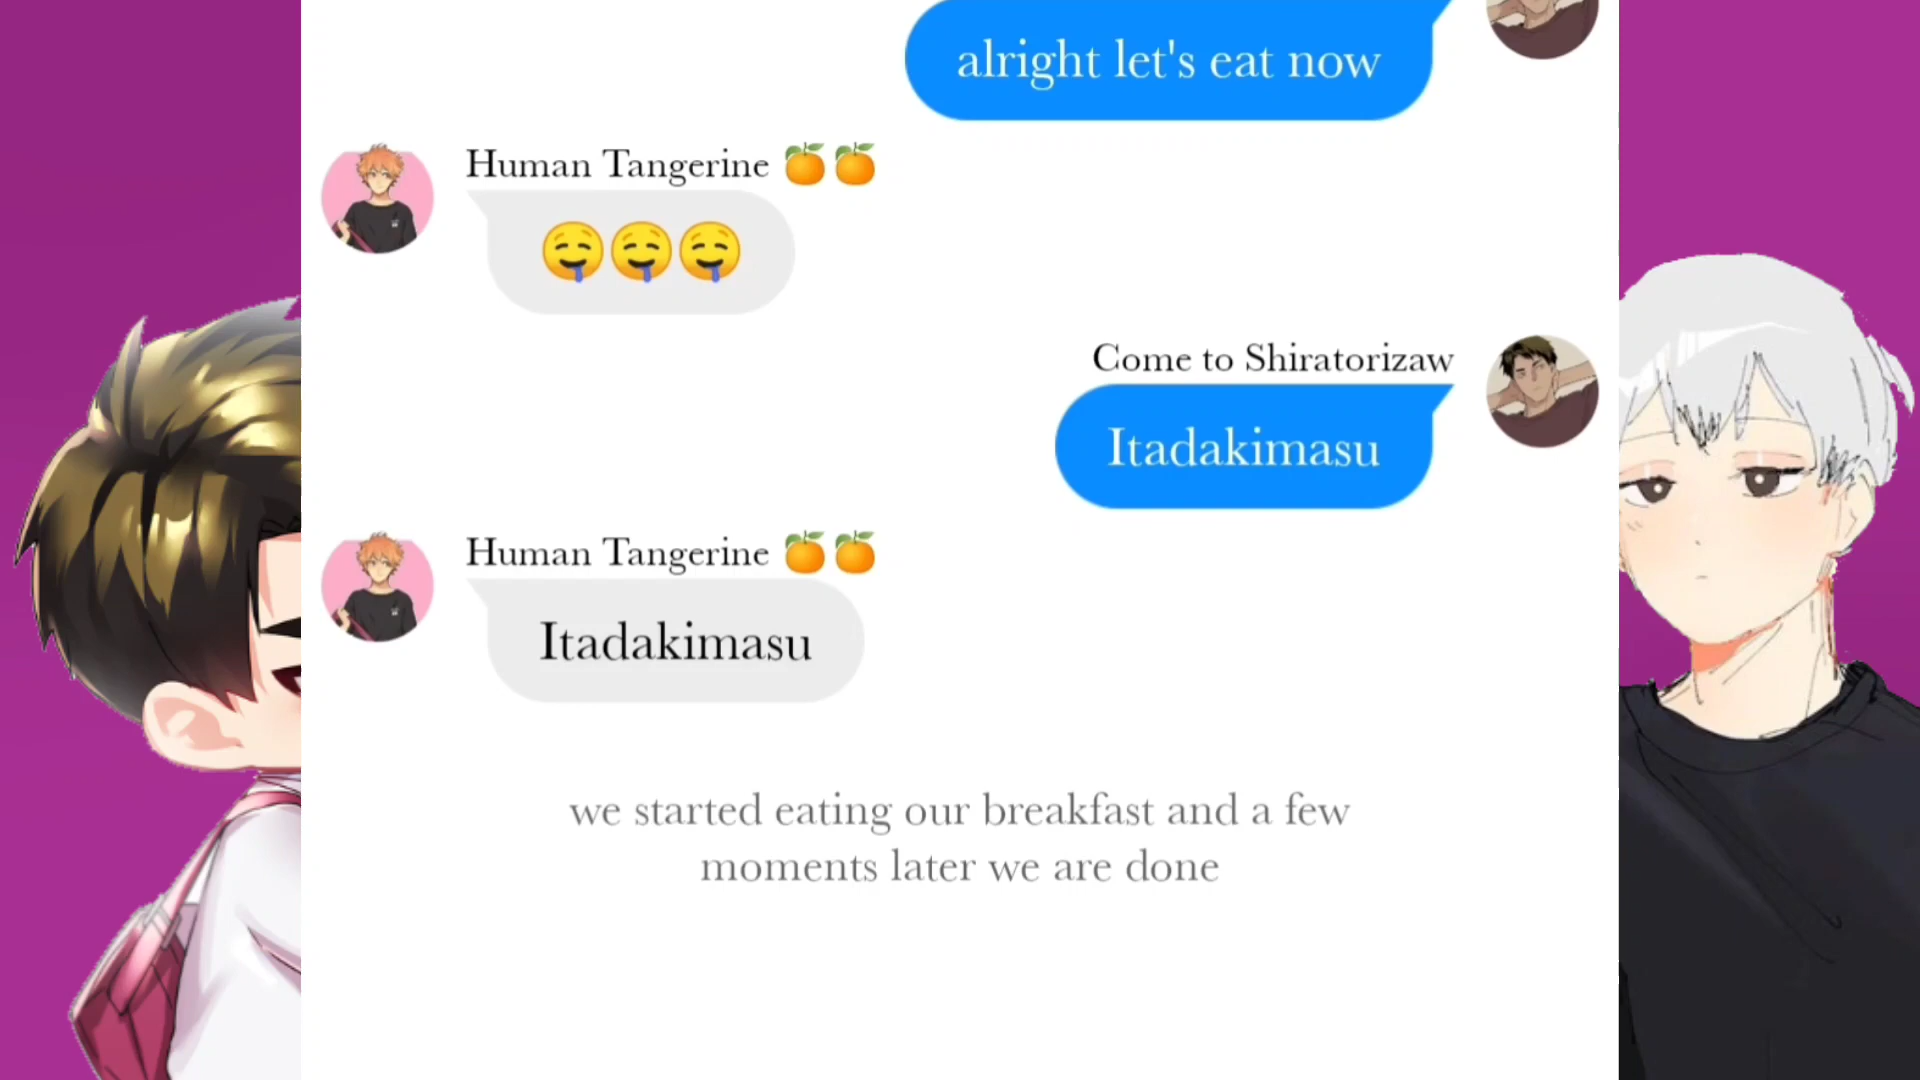 alright let's eat now
Human Tangerine 🍊🍊
🤤🤤🤤
Come to Shiratorizaw
Itadakimasu
Human Tangerine 🍊🍊
Itadakimasu
we started eating our breakfast and a few
moments later we are done